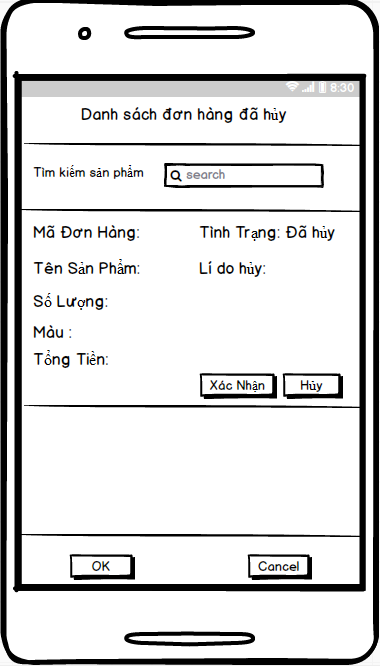 8:30
Danh sách đơn hàng đã hủy
Tìm kiếm sản phẩm search
Mã Đơn Hàng: Tình Trạng: Đã hủy
Tên Sản Phẩm: Lí do hủy:
Số Lượng:
Màu :
Tổng Tiền:
Xác Nhận Hủy
OK Cancel